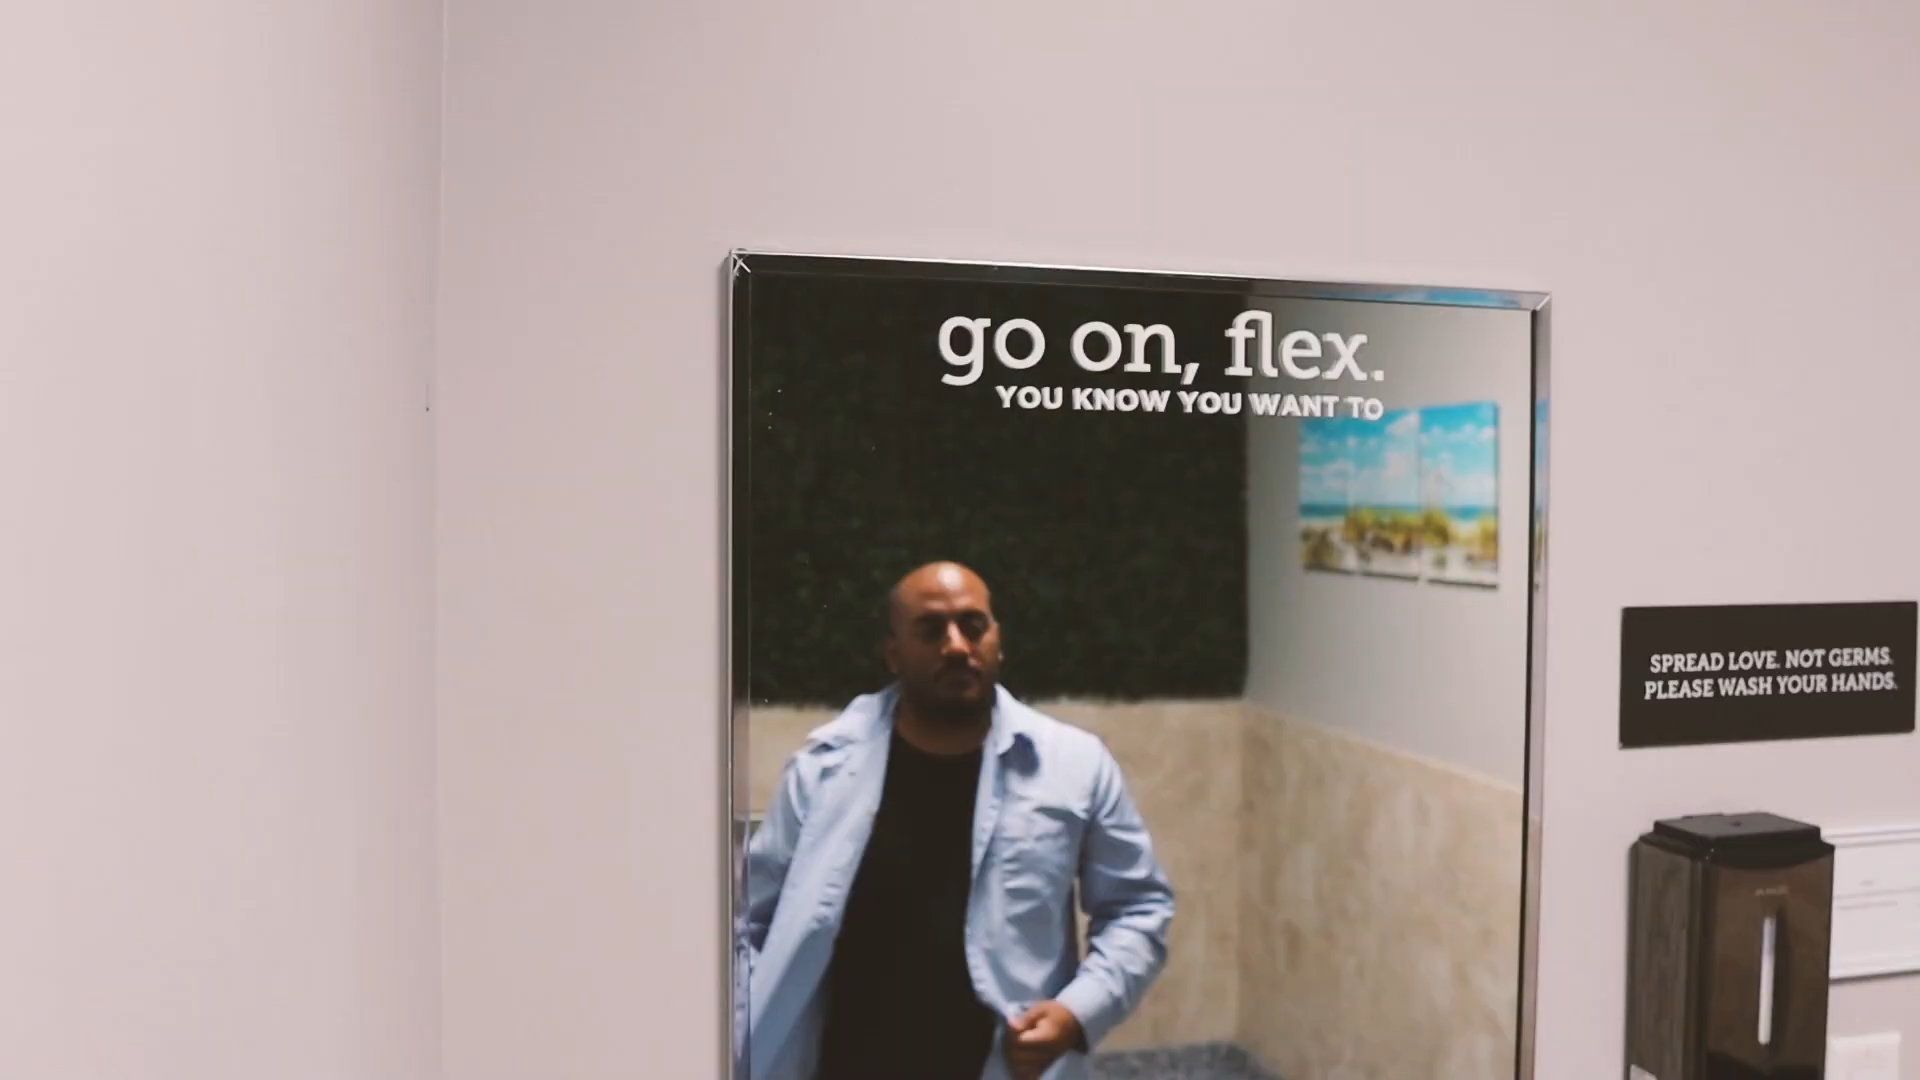 go on, flex.
YOU KNOW YOU WANT TO
SPREAD LOVE. NOT GERMS.
PLEASE WASH YOUR HANDS.